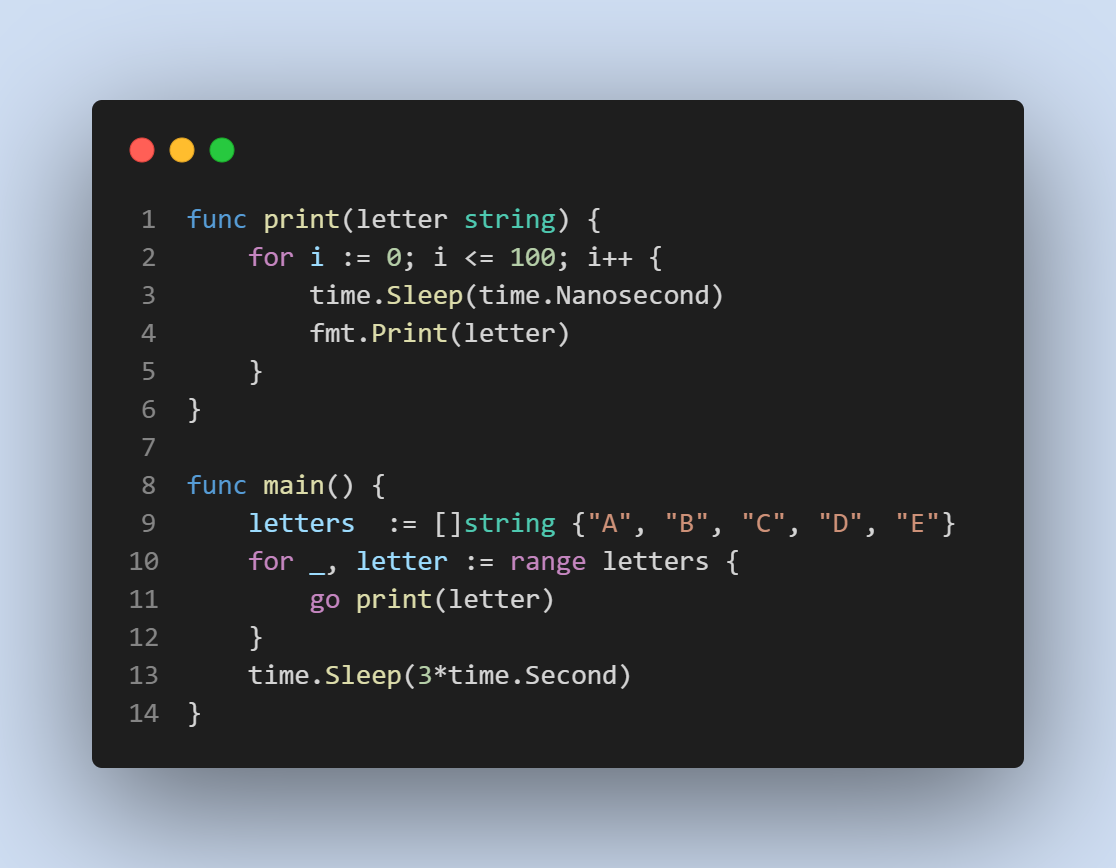 1 func print(letter string) {
2     for i := 0; i <= 100; i++ {
3         time.Sleep(time.Nanosecond)
4         fmt.Print(letter)
5     }
6 }
7
8 func main() {
9     letters  := []string {"A", "B", "C", "D", "E"}
10     for _, letter := range letters {
11         go print(letter)
12     }
13     time.Sleep(3*time.Second)
14 }